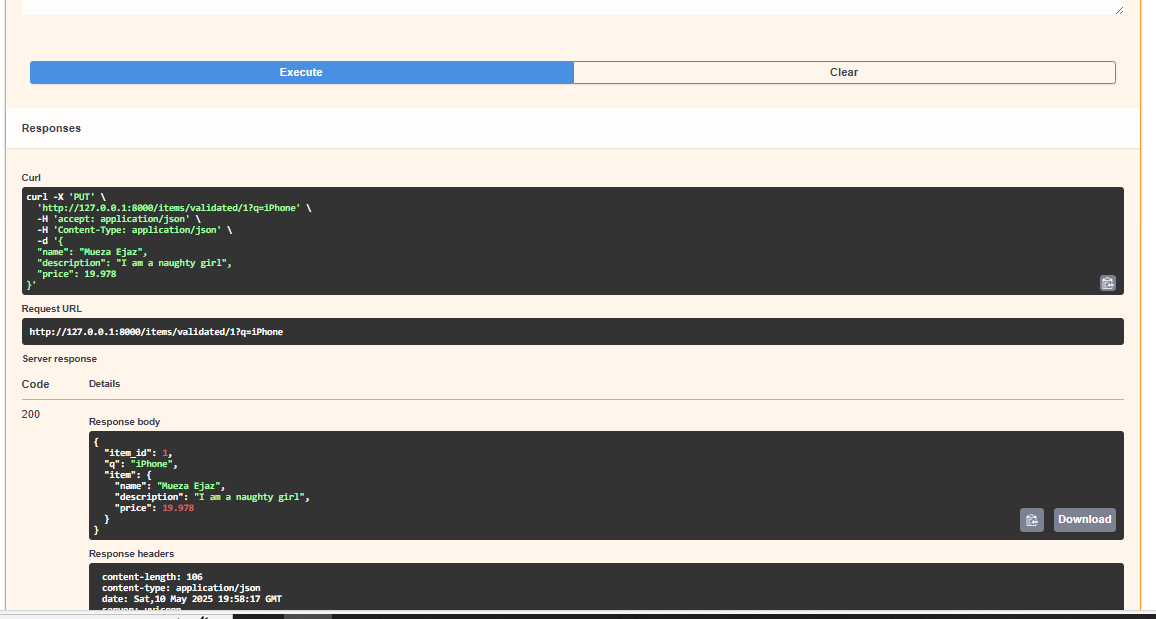 Execute
Clear
Responses
Curl
curl -X 'PUT' \
'http://127.0.0.1:8000/items/validated/1?q=iPhone' \
-H 'accept: application/json' \
-H 'Content-Type: application/json' \
-d '{
"name": "Mueza Ejaz",
"description": "I am a naughty girl",
"price": 19.978
}'
Request URL
http://127.0.0.1:8000/items/validated/1?q=iPhone
Server response
Code
Details
200
Response body
{
"item_id": 1,
"q": "iPhone",
"item": {
"name": "Mueza Ejaz",
"description": "I am a naughty girl",
"price": 19.978
}
}
Download
Response headers
content-length: 106
content-type: application/json
date: Sat,10 May 2025 19:58:17 GMT
server: uvicorn